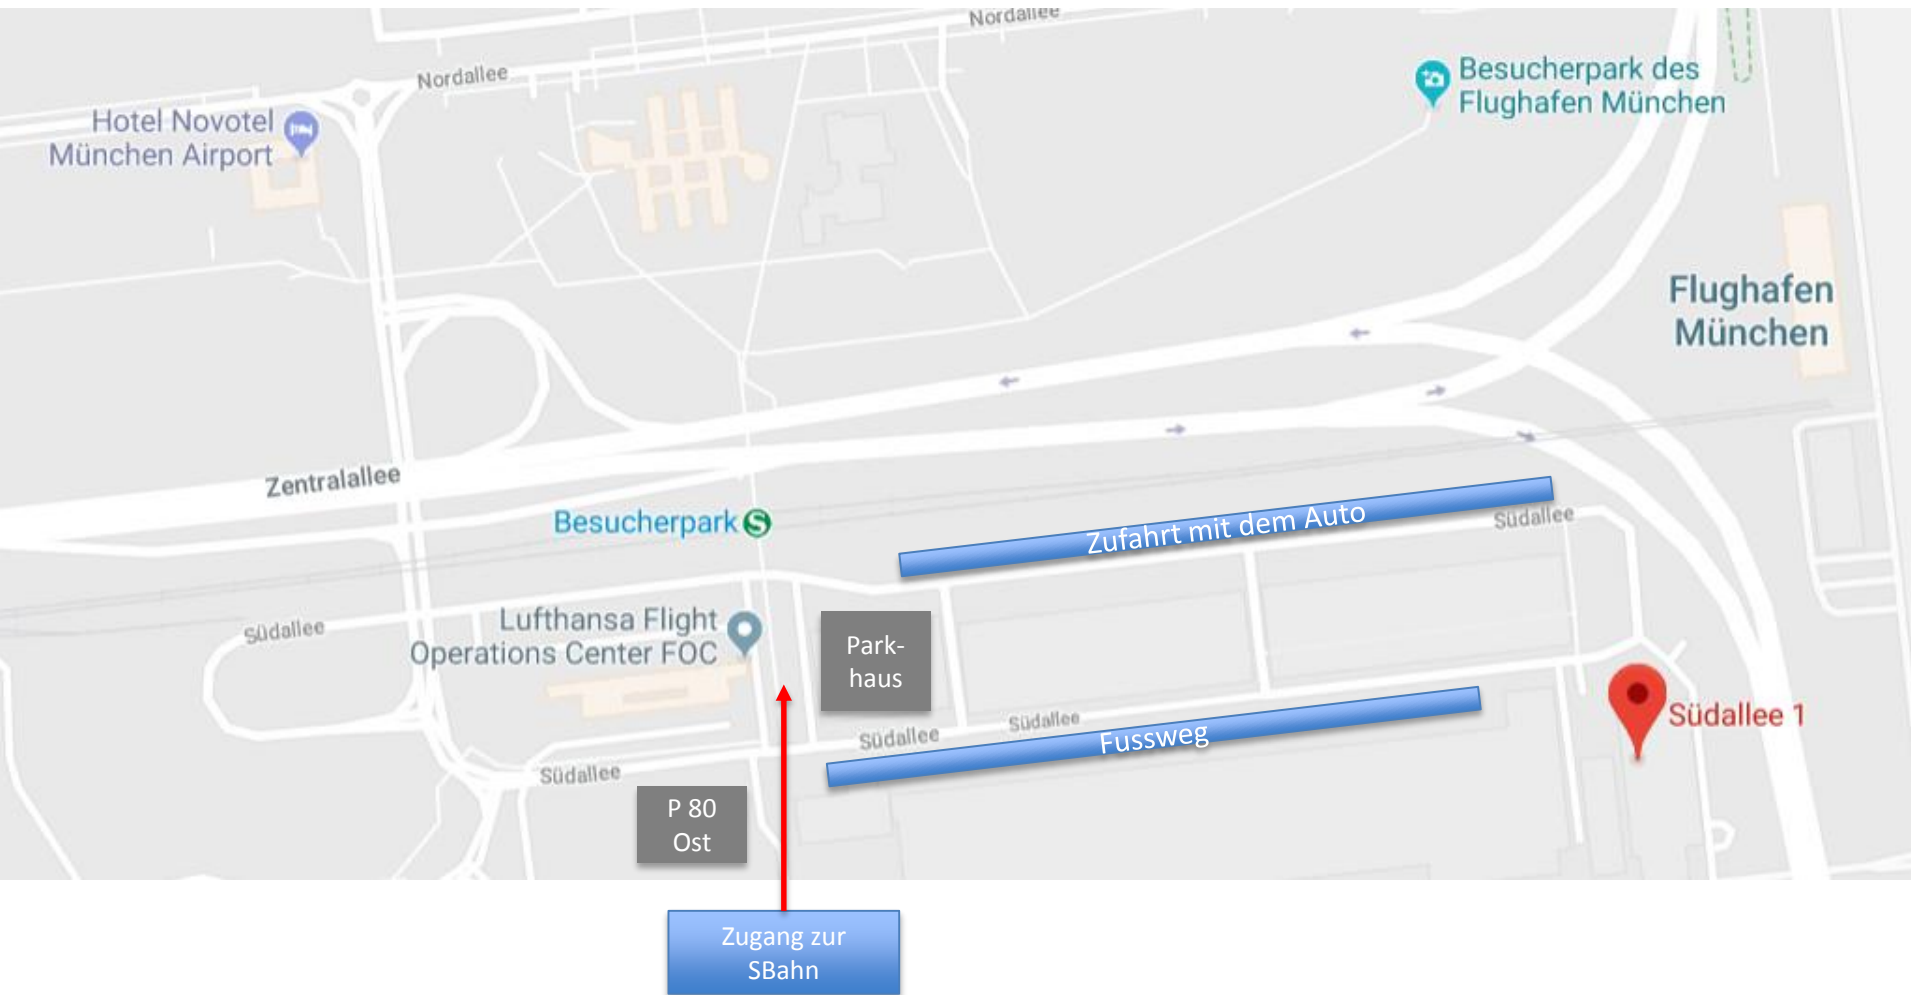 Nordallee
Nordallee
Besucherpark des
Flughafen München
Hotel Novotel
München Airport
Flughafen
München
Zentralallee
Besucherpark S
Zufahrt mit dem Auto
Südallee
Südallee
Lufthansa Flight
Operations Center FOC
Park-
haus
Südallee 1
Südallee
Südallee
Fussweg
Südallee
P 80
Ost
Zugang zur
SBahn